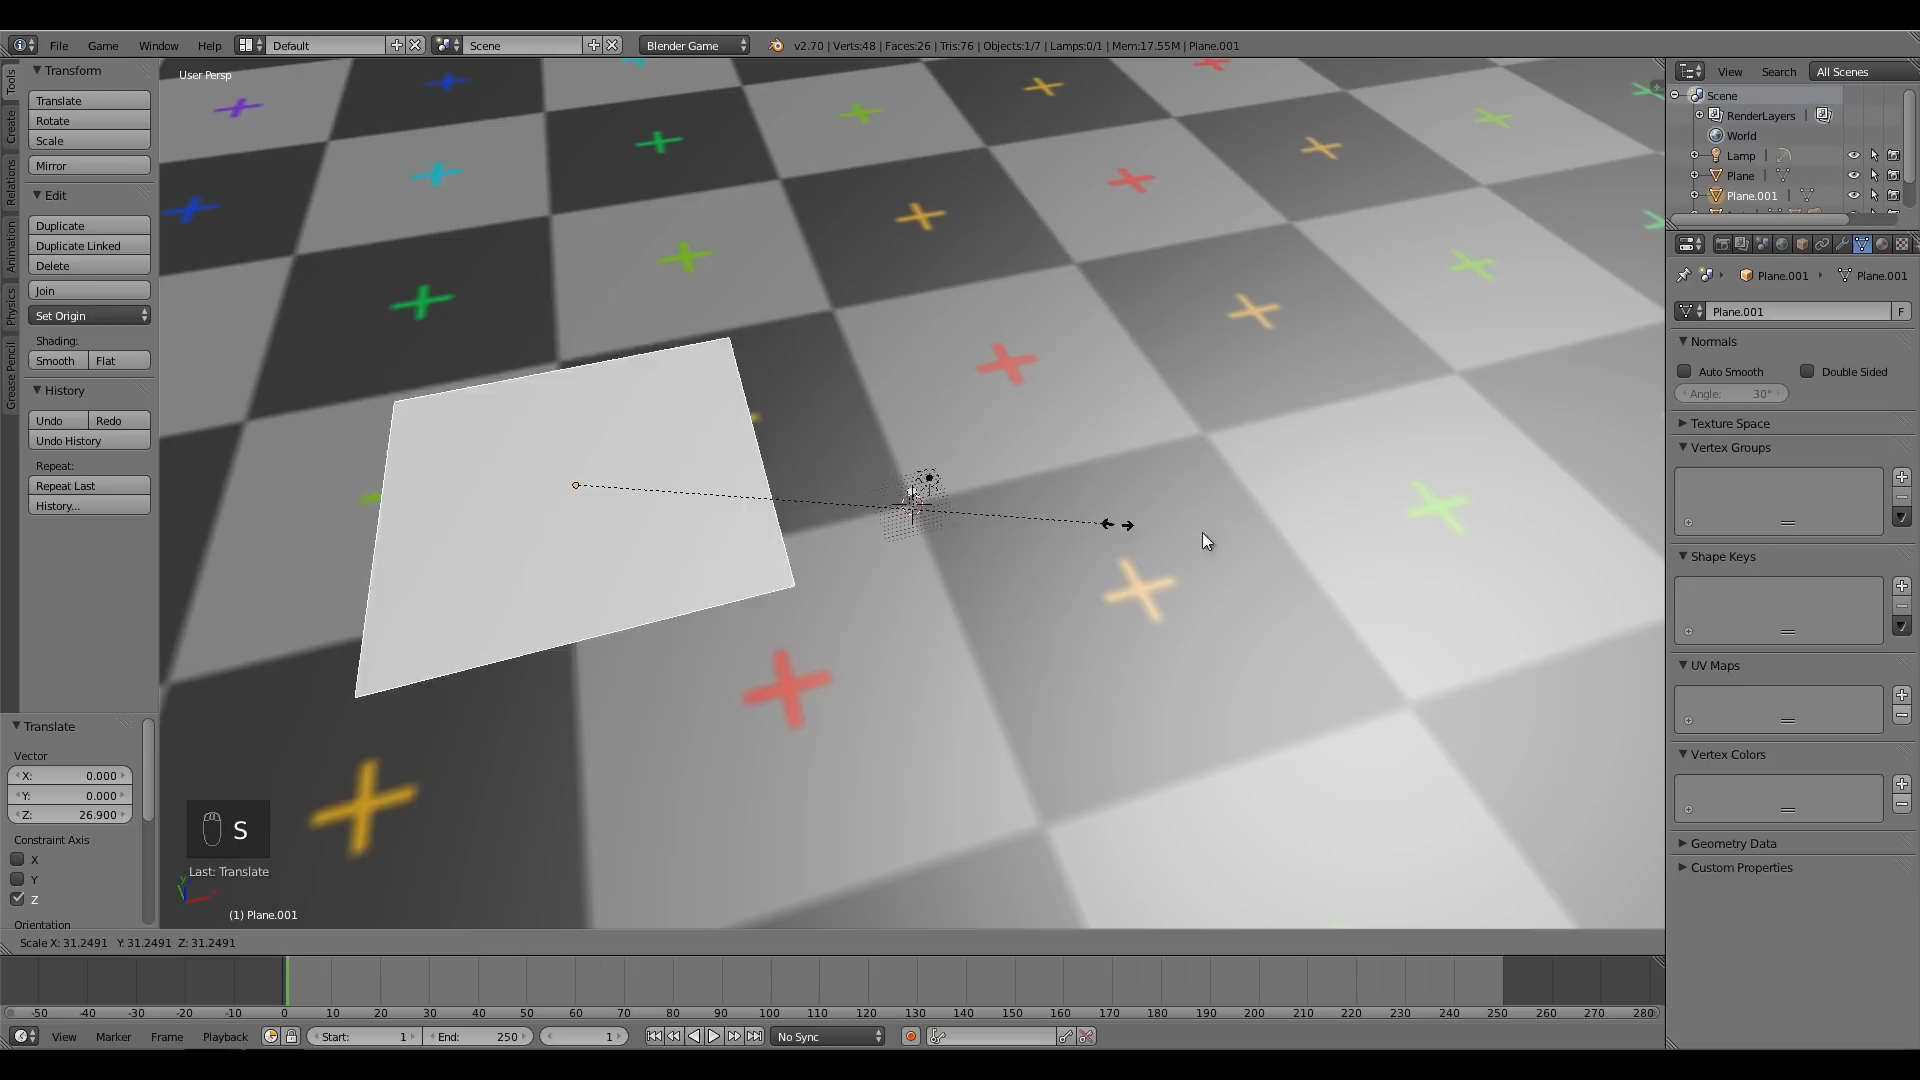 File Game Window Help Default Scene Blender Game v2.70 | Verts:48 | Faces:26 | Tris:76 | Objects:1/7 | Lamps:0/1 | Mem:17.55M | Plane.001
Tools
Create
Relations
Animation
Physics
Grease Pencil
Transform
Translate
Rotate
Scale
Mirror
Edit
Duplicate
Duplicate Linked
Delete
Join
Set Origin
Shading:
Smooth Flat
History
Undo Redo
Undo History
Repeat:
Repeat Last
History...
Translate
Vector
X: 0.000
Y: 0.000
Z: 26.900
Constraint Axis
X
Y
Z
Orientation
User Persp
S
Last: Translate
(1) Plane.001
Scale X: 31.2491 Y: 31.2491 Z: 31.2491
View Search All Scenes
Scene
RenderLayers |
World
Lamp |
Plane |
Plane.001 |
Plane.001 Plane.001
Plane.001 F
Normals
Auto Smooth Double Sided
Angle: 30°
Texture Space
Vertex Groups
Shape Keys
UV Maps
Vertex Colors
Geometry Data
Custom Properties
-50 -40 -30 -20 -10 0 10 20 30 40 50 60 70 80 90 100 110 120 130 140 150 160 170 180 190 200 210 220 230 240 250 260 270 280
View Marker Frame Playback Start: 1 End: 250 1 No Sync